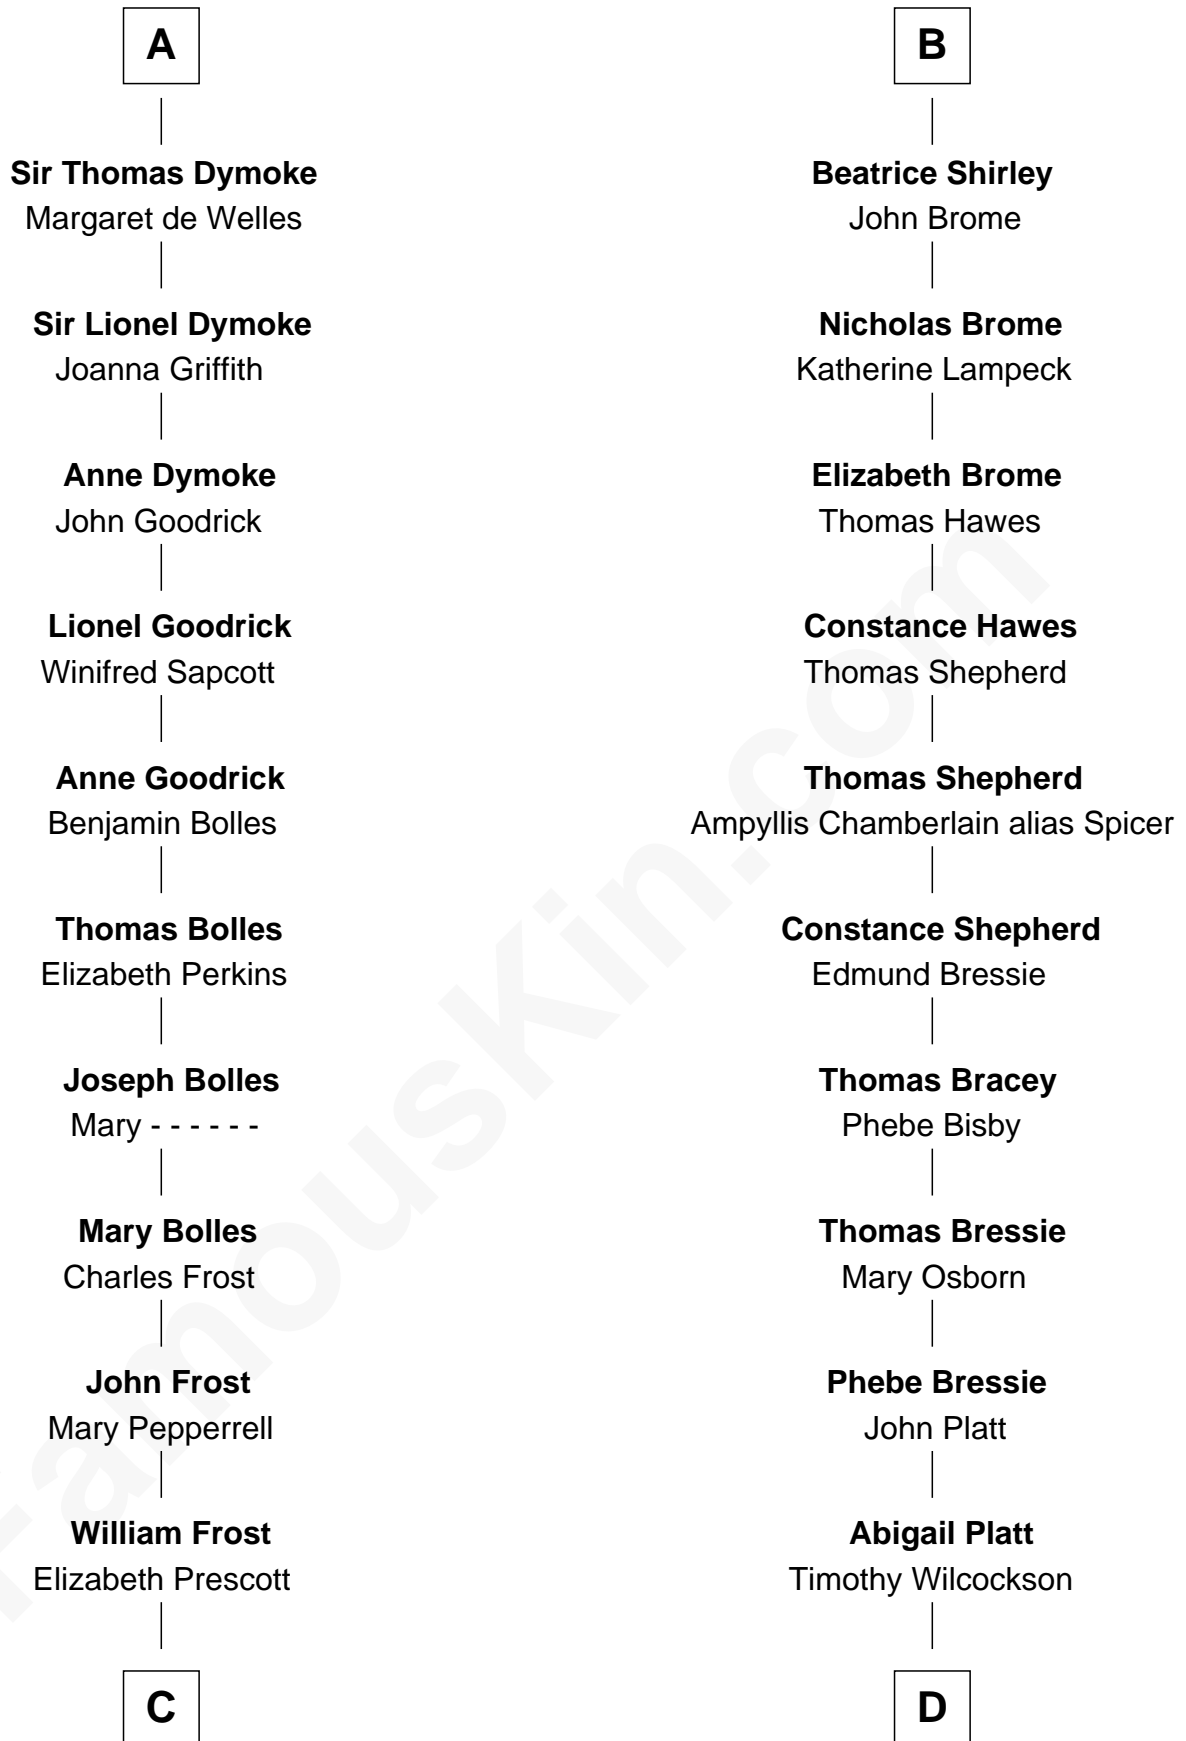 A
Sir Thomas Dymoke
Margaret de Welles
Sir Lionel Dymoke
Joanna Griffith
Anne Dymoke
John Goodrick
Lionel Goodrick
Winifred Sapcott
Anne Goodrick
Benjamin Bolles
Thomas Bolles
Elizabeth Perkins
Joseph Bolles
Mary - - - - - -
Mary Bolles
Charles Frost
John Frost
Mary Pepperrell
William Frost
Elizabeth Prescott
C
B
Beatrice Shirley
John Brome
Nicholas Brome
Katherine Lampeck
Elizabeth Brome
Thomas Hawes
Constance Hawes
Thomas Shepherd
Thomas Shepherd
Ampyllis Chamberlain alias Spicer
Constance Shepherd
Edmund Bressie
Thomas Bracey
Phebe Bisby
Thomas Bressie
Mary Osborn
Phebe Bressie
John Platt
Abigail Platt
Timothy Wilcockson
D
FamousKin.com